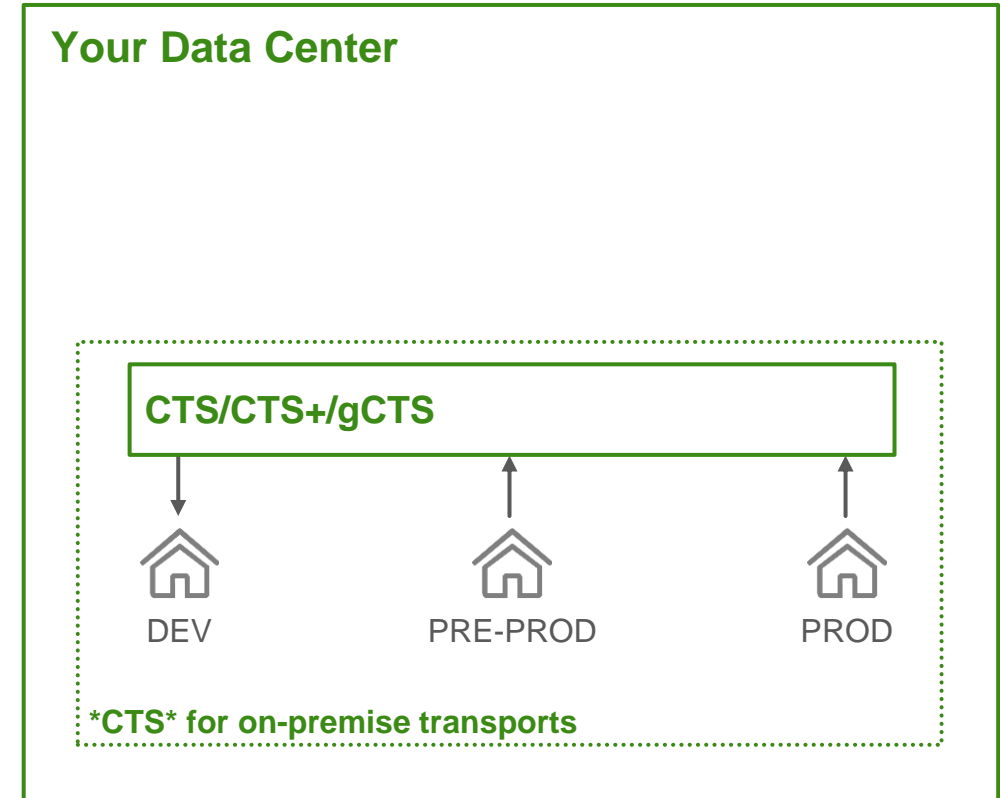 Your Data Center
CTS/CTS+/gCTS
DEV
PRE-PROD
PROD
*CTS* for on-premise transports